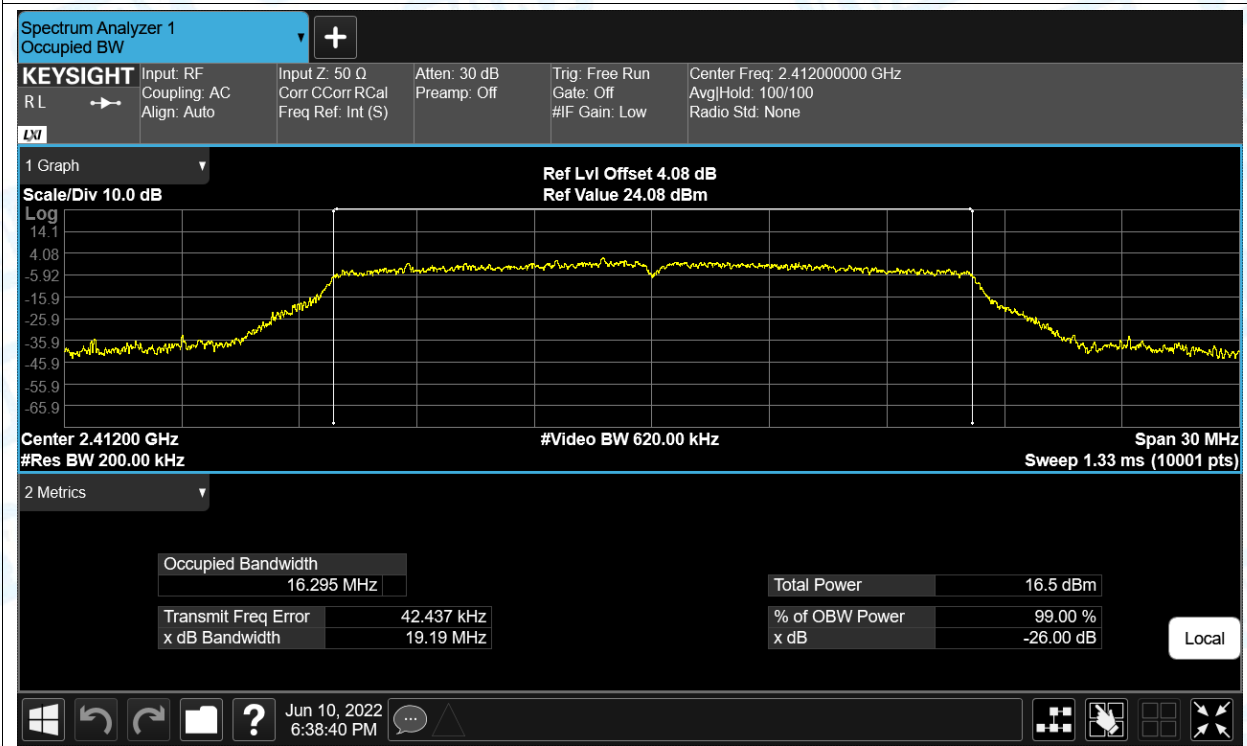 Spectrum Analyzer 1
Occupied BW
KEYSIGHT
R L
LXI
Input: RF
Coupling: AC
Align: Auto
Input Z: 50 Ω
Corr CCorr RCal
Freq Ref: Int (S)
Atten: 30 dB
Preamp: Off
Trig: Free Run
Gate: Off
#IF Gain: Low
Center Freq: 2.412000000 GHz
Avg|Hold: 100/100
Radio Std: None
1 Graph
Ref Lvl Offset 4.08 dB
Scale/Div 10.0 dB
Ref Value 24.08 dBm
Log
14.1
4.08
-5.92
-15.9
-25.9
-35.9
-45.9
-55.9
-65.9
Center 2.41200 GHz
#Video BW 620.00 kHz
Span 30 MHz
#Res BW 200.00 kHz
Sweep 1.33 ms (10001 pts)
2 Metrics
Occupied Bandwidth
16.295 MHz
Total Power 16.5 dBm
Transmit Freq Error 42.437 kHz
% of OBW Power 99.00 %
x dB Bandwidth 19.19 MHz
x dB -26.00 dB
Local
?
Jun 10, 2022
6:38:40 PM